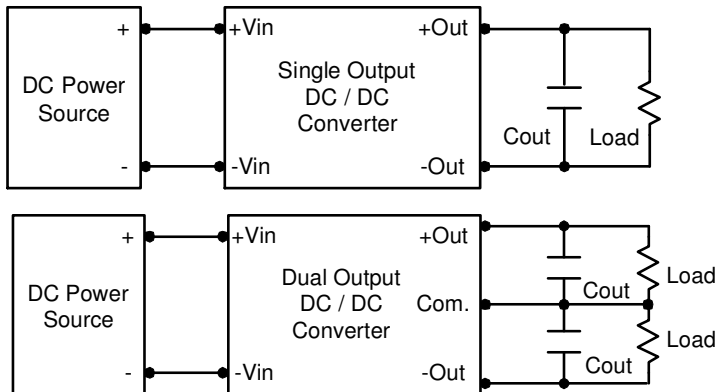 + +Vin +Out
DC Power
Source
Single Output
DC / DC
Converter
Cout Load
- -Vin -Out
+ +Vin +Out
DC Power
Source
Dual Output
DC / DC
Converter
Com.
Cout Load
Cout Load
- -Vin -Out